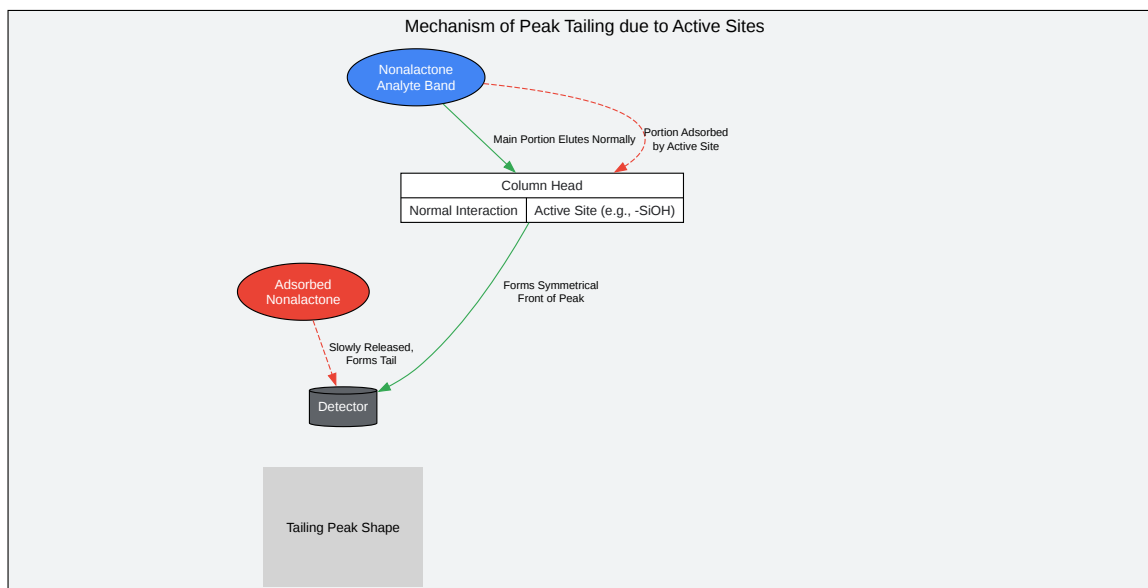 Mechanism of Peak Tailing due to Active Sites
Nonalactone
Analyte Band
Main Portion Elutes Normally
Portion Adsorbed
by Active Site
Column Head
Normal Interaction
Active Site (e.g., -SiOH)
Adsorbed
Nonalactone
Forms Symmetrical
Front of Peak
Slowly Released,
Forms Tail
Detector
Tailing Peak Shape